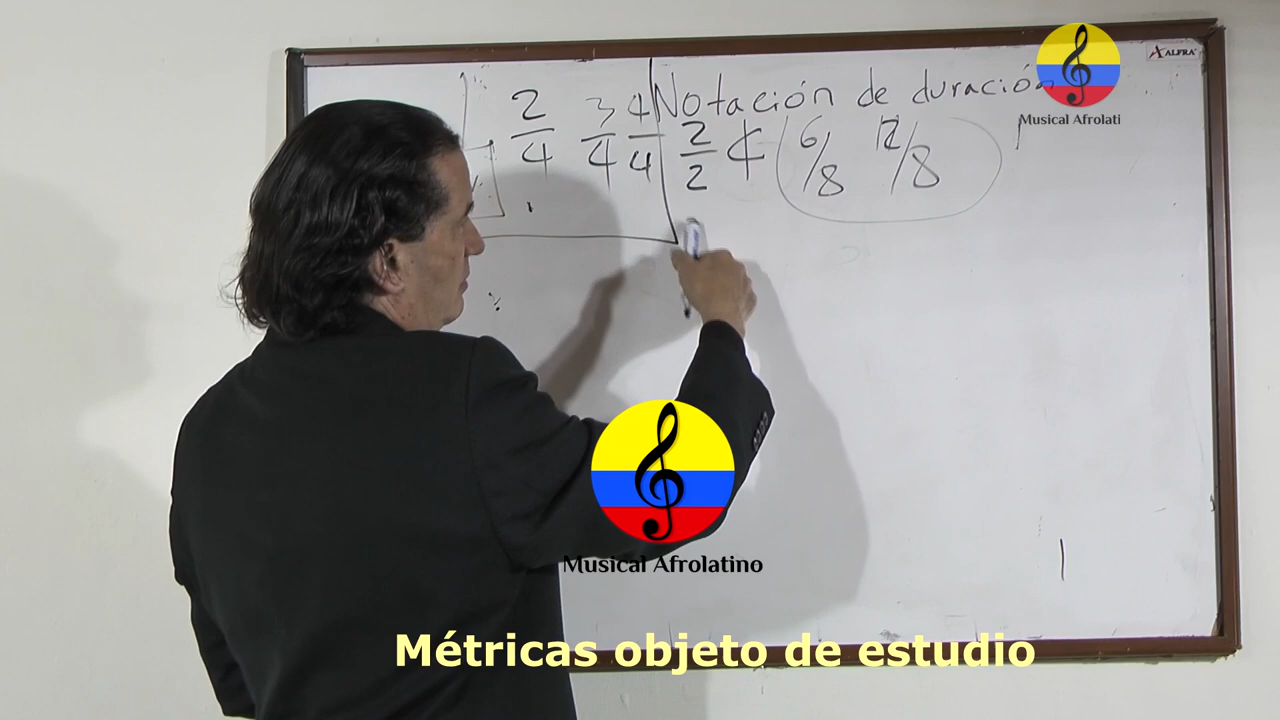 Notación de duración
2/4 3/4 4/4 2/2 ¢ 6/8 12/8
ALFRA
Musical Afrolati
Musical Afrolatino
Métricas objeto de estudio